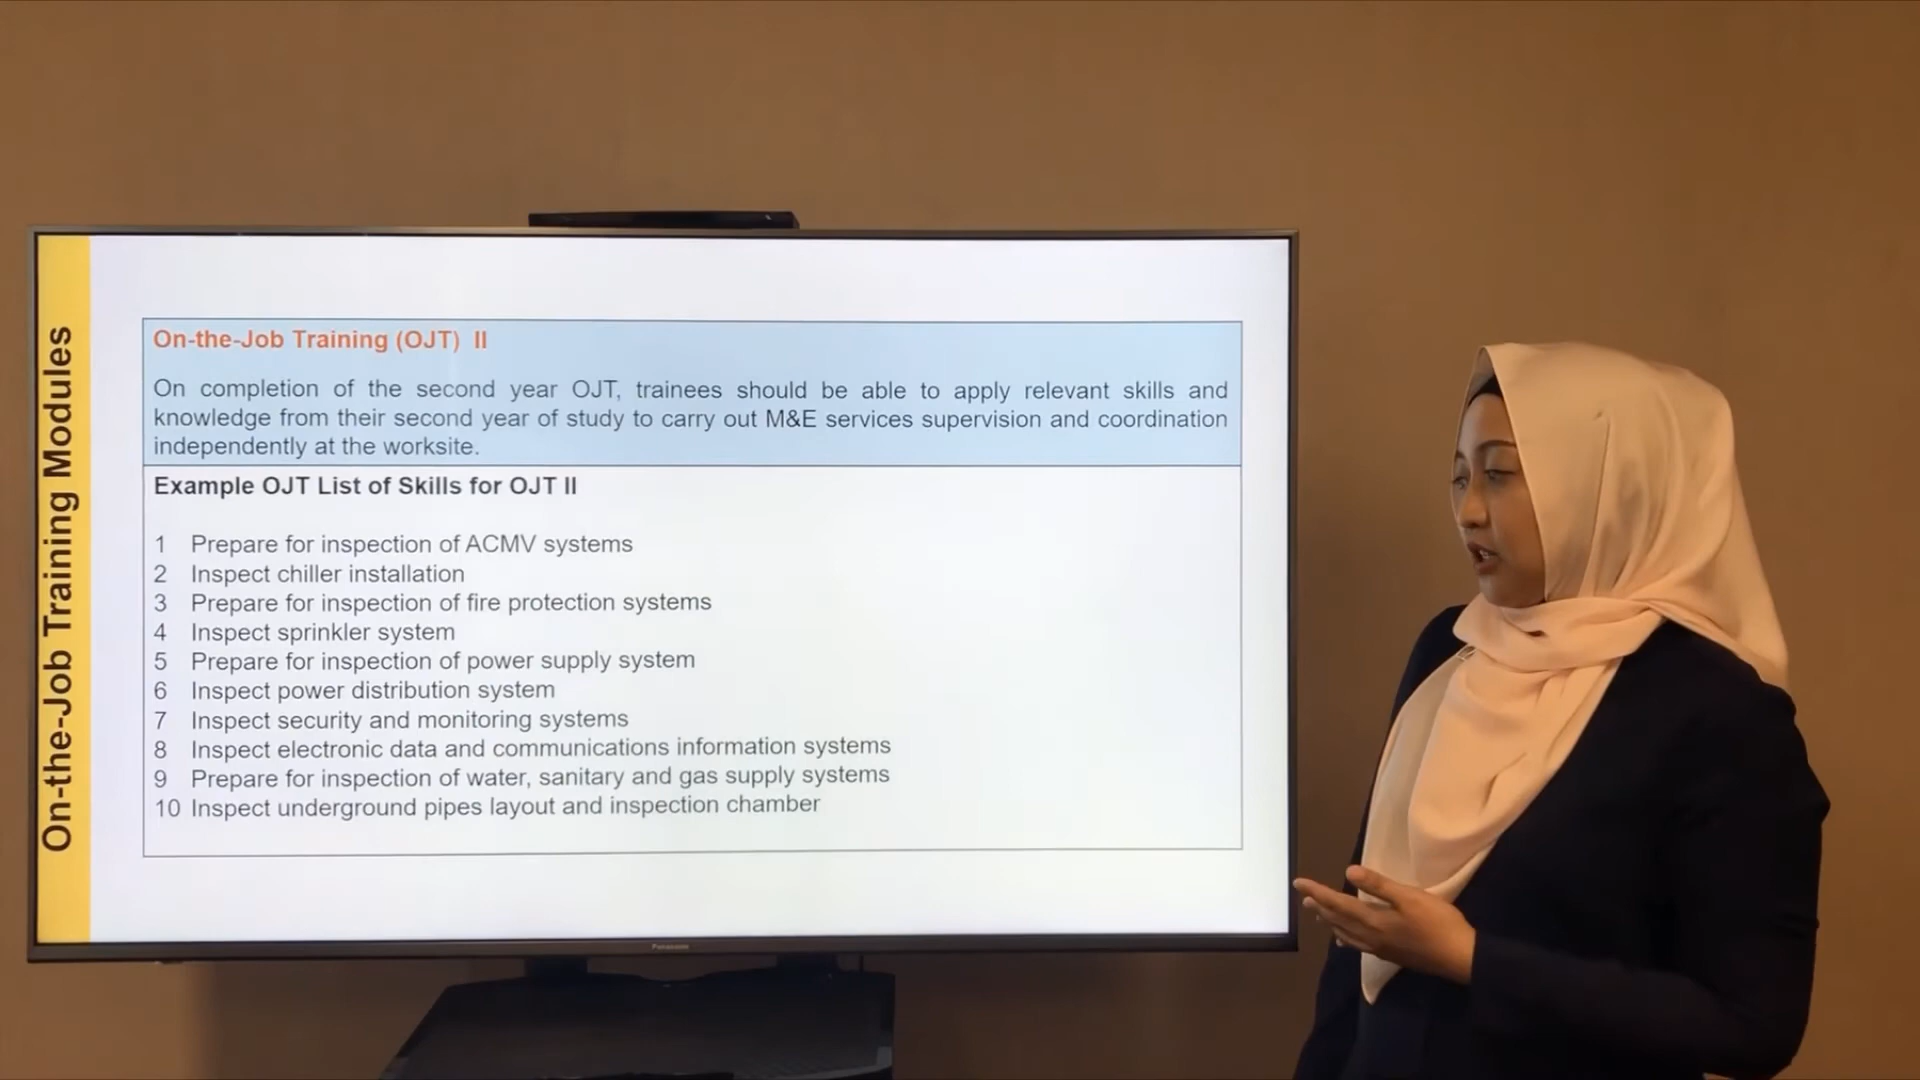 On-the-Job Training Modules
On-the-Job Training (OJT) II
On completion of the second year OJT, trainees should be able to apply relevant skills and
knowledge from their second year of study to carry out M&E services supervision and coordination
independently at the worksite.
Example OJT List of Skills for OJT II
1 Prepare for inspection of ACMV systems
2 Inspect chiller installation
3 Prepare for inspection of fire protection systems
4 Inspect sprinkler system
5 Prepare for inspection of power supply system
6 Inspect power distribution system
7 Inspect security and monitoring systems
8 Inspect electronic data and communications information systems
9 Prepare for inspection of water, sanitary and gas supply systems
10 Inspect underground pipes layout and inspection chamber
Panasonic